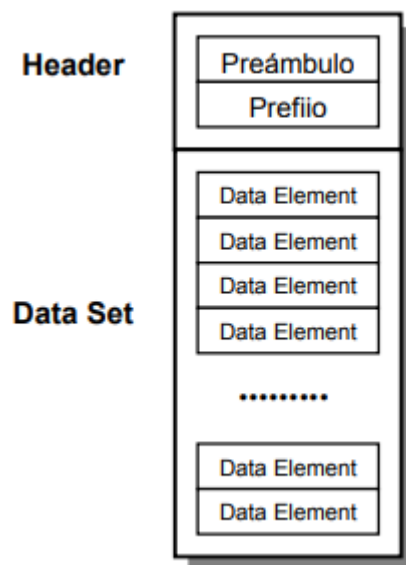 Header
Preámbulo
Prefiio
Data Set
Data Element
Data Element
Data Element
Data Element
.........
Data Element
Data Element